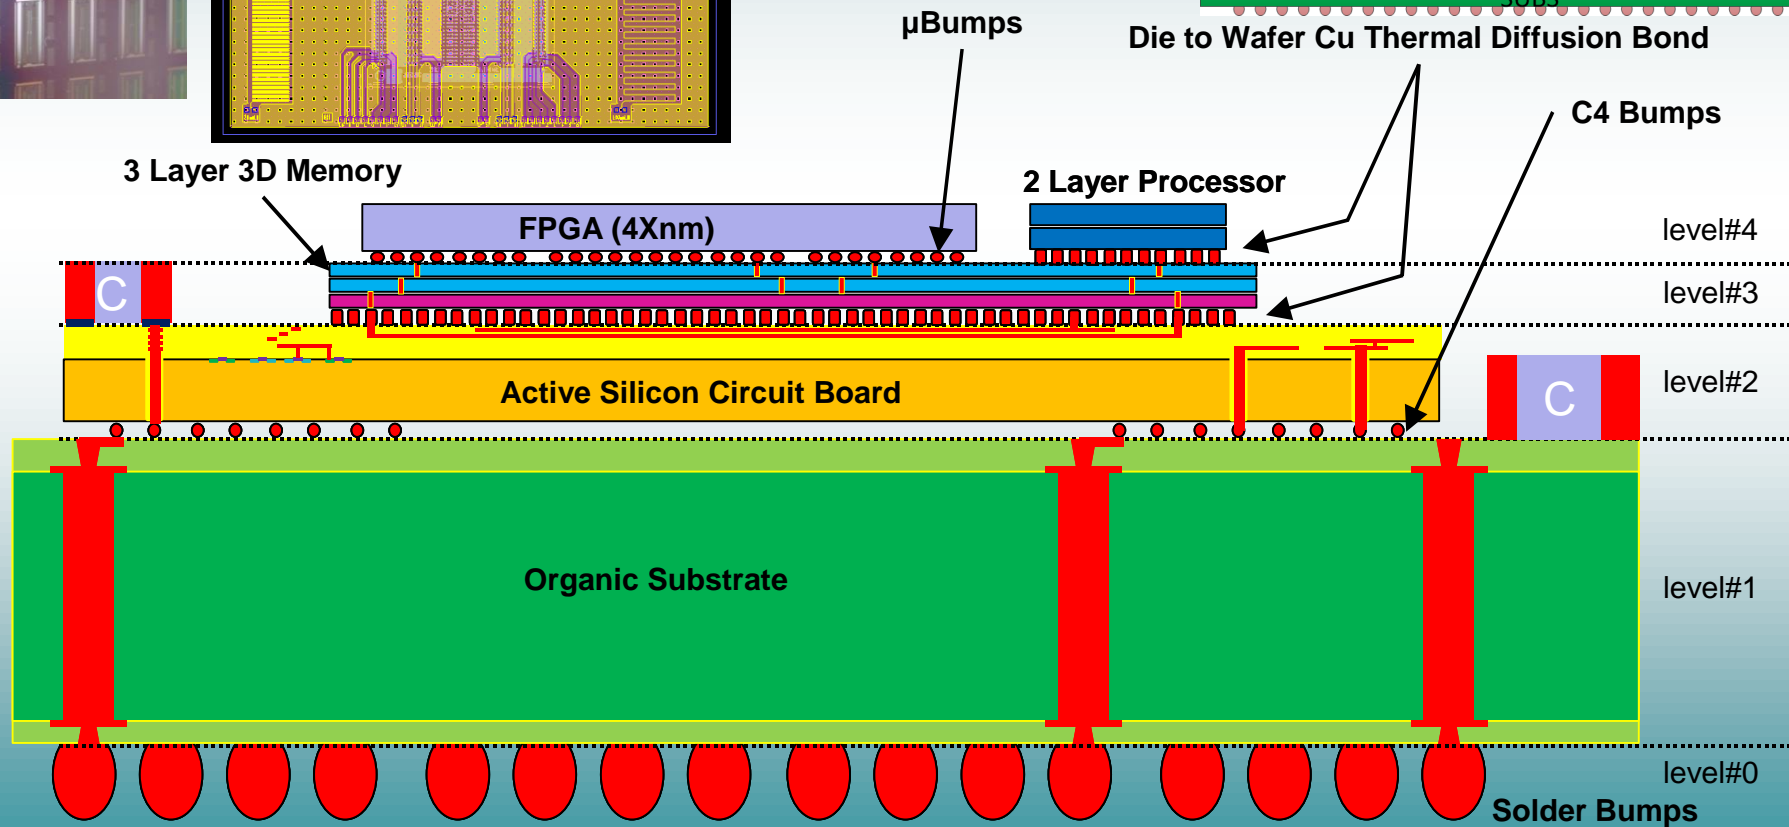 SUBS
µBumps
Die to Wafer Cu Thermal Diffusion Bond
C4 Bumps
3 Layer 3D Memory
2 Layer Processor
FPGA (4Xnm)
level#4
C
level#3
Active Silicon Circuit Board
C
level#2
Organic Substrate
level#1
level#0
Solder Bumps